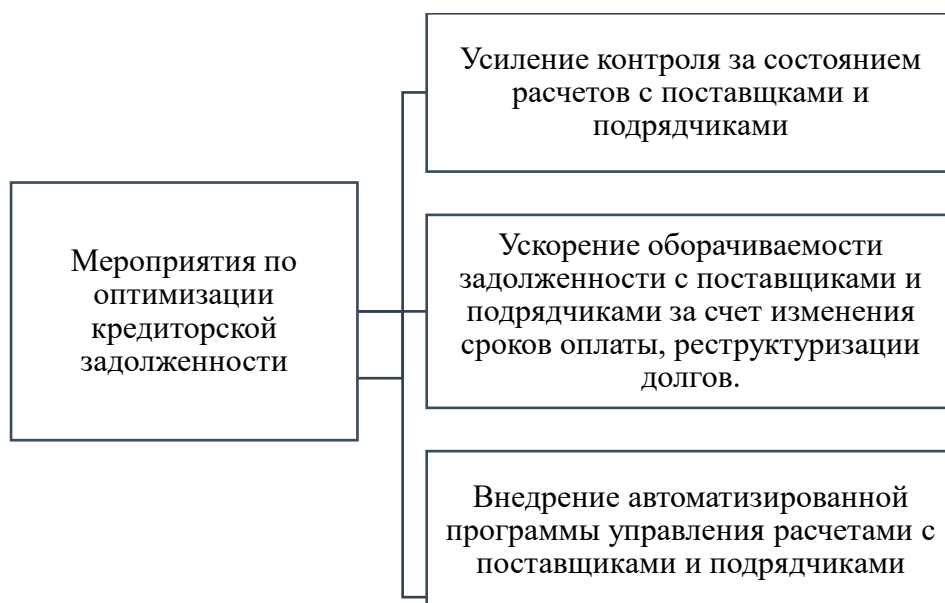 Усиление контроля за состоянием
расчетов с поставщками и
подрядчиками
Мероприятия по
оптимизации
кредиторской
задолженности
Ускорение оборачиваемости
задолженности с поставщиками и
подрядчиками за счет изменения
сроков оплаты, реструктуризации
долгов.
Внедрение автоматизированной
программы управления расчетами с
поставщиками и подрядчиками